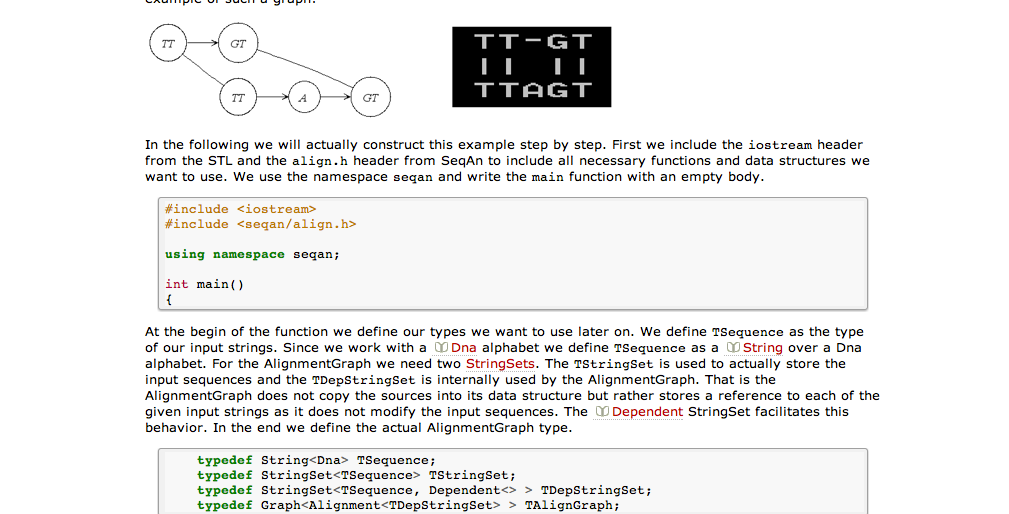 example of such a graph.
TT GT
TT A GT
TT-GT
TTAGT
In the following we will actually construct this example step by step. First we include the iostream header
from the STL and the align.h header from SeqAn to include all necessary functions and data structures we
want to use. We use the namespace seqan and write the main function with an empty body.
#include <iostream>
#include <seqan/align.h>
using namespace seqan;
int main()
{
At the begin of the function we define our types we want to use later on. We define TSequence as the type
of our input strings. Since we work with a Dna alphabet we define TSequence as a String over a Dna
alphabet. For the AlignmentGraph we need two StringSets. The TStringSet is used to actually store the
input sequences and the TDepStringSet is internally used by the AlignmentGraph. That is the
AlignmentGraph does not copy the sources into its data structure but rather stores a reference to each of the
given input strings as it does not modify the input sequences. The Dependent StringSet facilitates this
behavior. In the end we define the actual AlignmentGraph type.
typedef String<Dna> TSequence;
typedef StringSet<TSequence> TStringSet;
typedef StringSet<TSequence, Dependent<> > TDepStringSet;
typedef Graph<Alignment<TDepStringSet> > TAlignGraph;